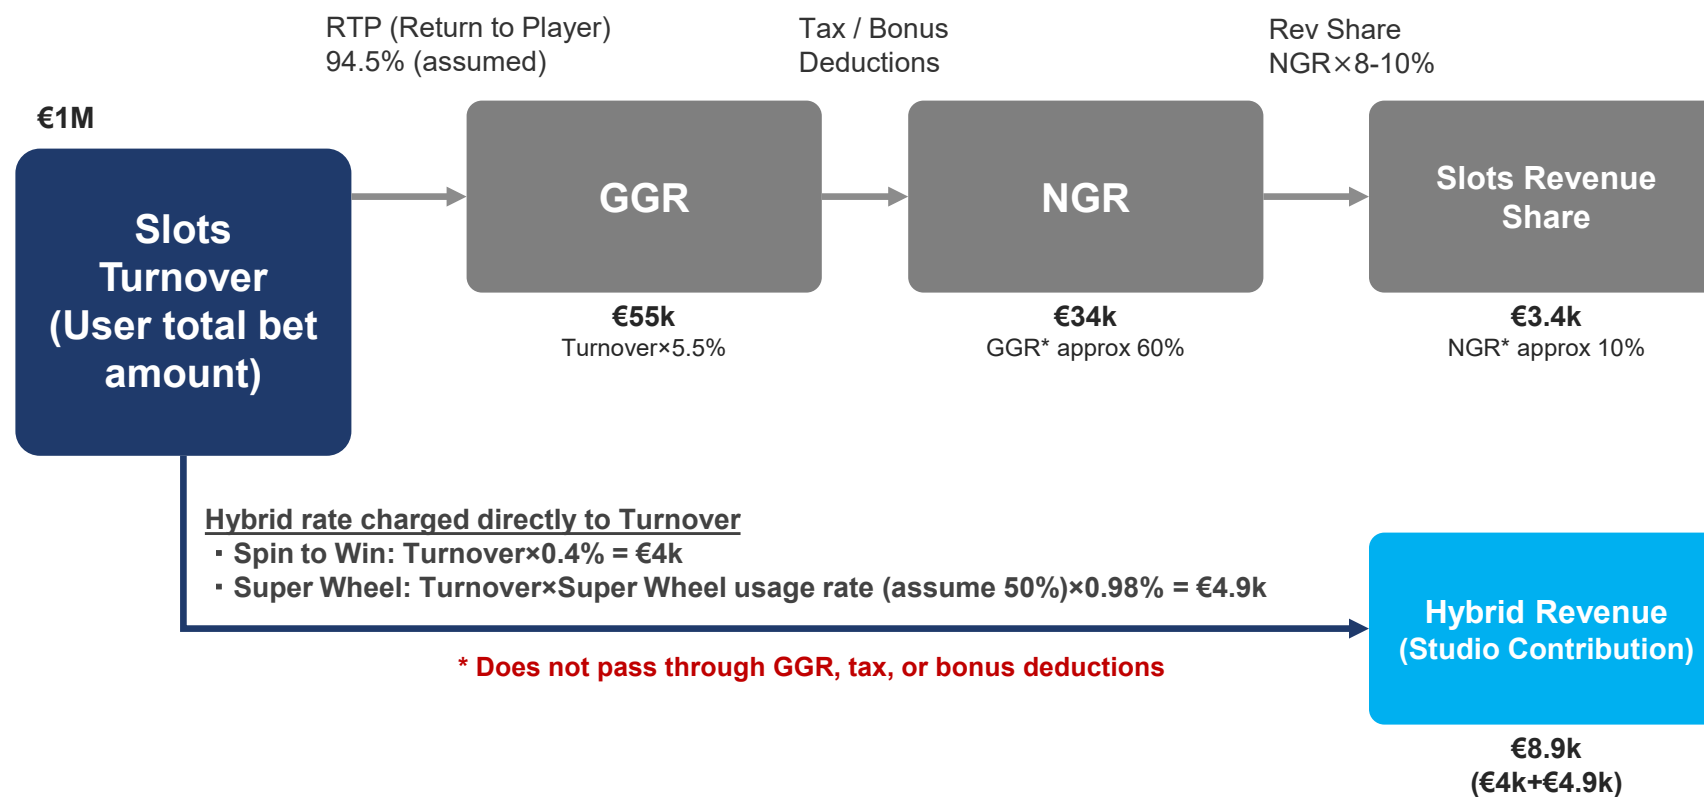 RTP (Return to Player)
94.5% (assumed)
Tax / Bonus
Deductions
Rev Share
NGR×8-10%
€1M
Slots
Turnover
(User total bet
amount)
GGR
NGR
Slots Revenue
Share
€55k
Turnover×5.5%
€34k
GGR* approx 60%
€3.4k
NGR* approx 10%
Hybrid rate charged directly to Turnover
・Spin to Win: Turnover×0.4% = €4k
・Super Wheel: Turnover×Super Wheel usage rate (assume 50%)×0.98% = €4.9k
* Does not pass through GGR, tax, or bonus deductions
Hybrid Revenue
(Studio Contribution)
€8.9k
(€4k+€4.9k)